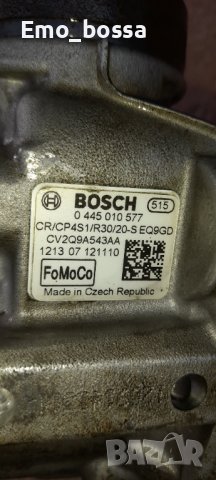 Emo_bossa
BOSCH 515
0 445 010 577
CR/CP4S1/R30/20-S EQ9GD
CV2Q9A543AA
1213 07 121110
FoMoCo
Made in Czech Republic
bazar